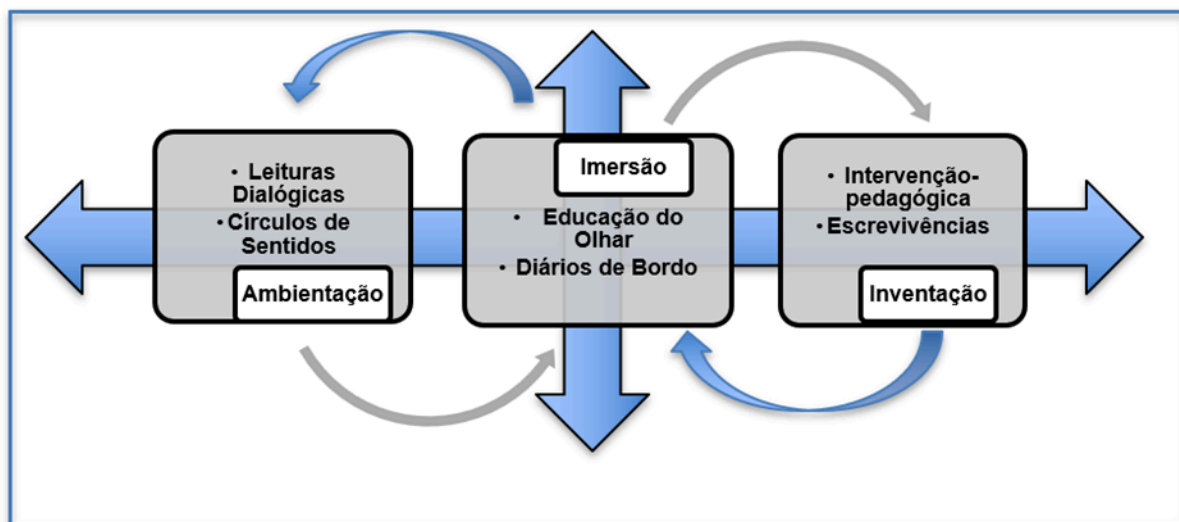 • Leituras
Dialógicas
• Círculos de
Sentidos
Ambientação
Imersão
• Educação do
Olhar
• Diários de Bordo
• Intervenção-
pedagógica
• Escrevivências
Inventação